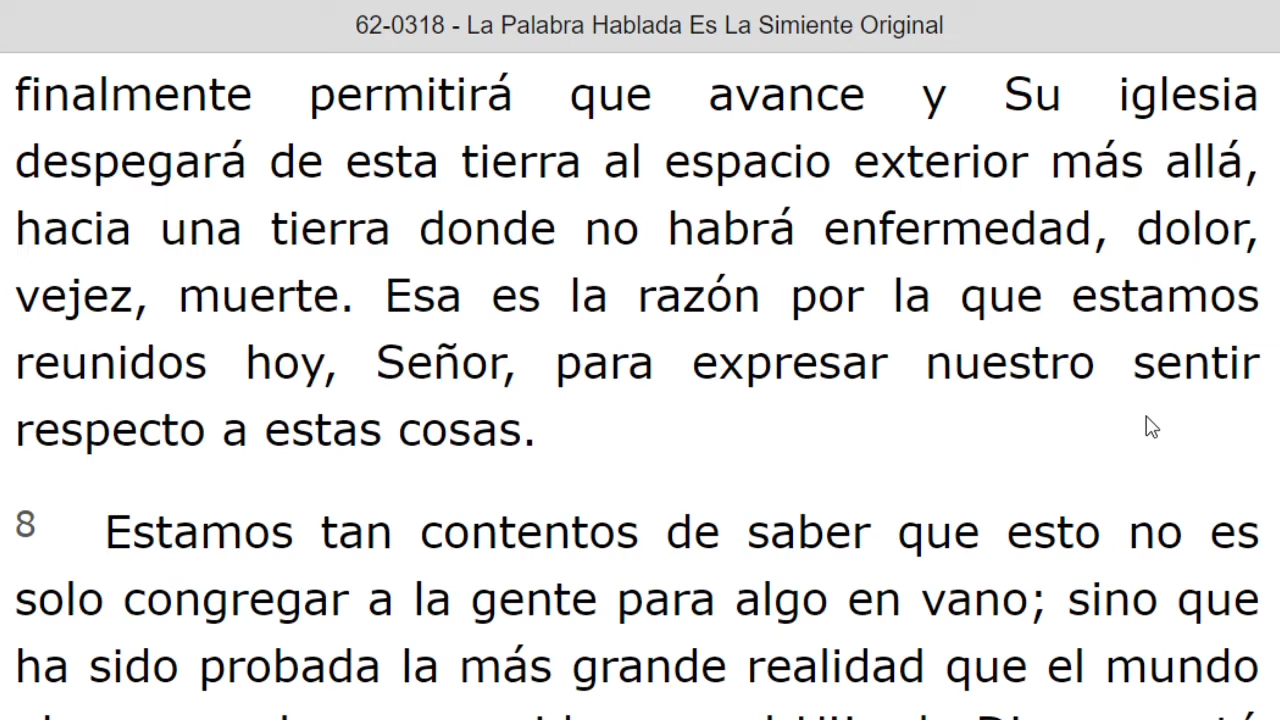 62-0318 - La Palabra Hablada Es La Simiente Original
finalmente permitirá que avance y Su iglesia
despegará de esta tierra al espacio exterior más allá,
hacia una tierra donde no habrá enfermedad, dolor,
vejez, muerte. Esa es la razón por la que estamos
reunidos hoy, Señor, para expresar nuestro sentir
respecto a estas cosas.
8 Estamos tan contentos de saber que esto no es
solo congregar a la gente para algo en vano; sino que
ha sido probada la más grande realidad que el mundo